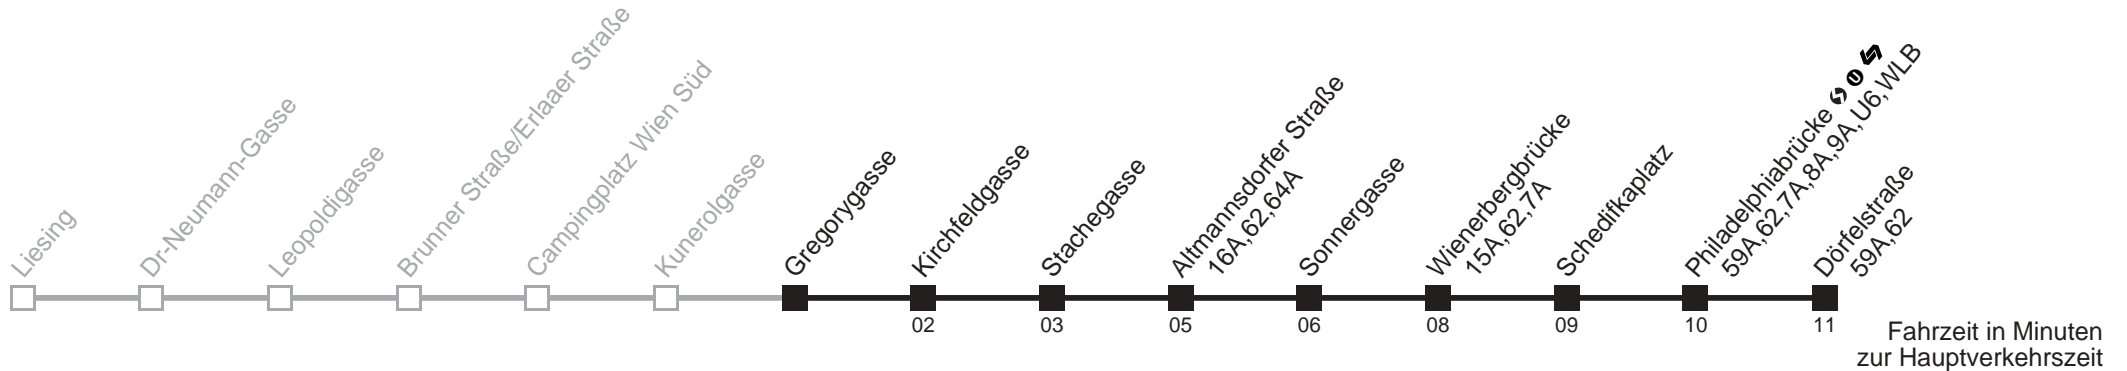 Liesing
Dr-Neumann-Gasse
Leopoldigasse
Brunner Straße/Erlaaer Straße
Campingplatz Wien Süd
Kunerolgasse
Gregorygasse
Kirchfeldgasse
Stachegasse
Altmannsdorfer Straße
16A,62,64A
Sonnergasse
Wienerbergbrücke
15A,62,7A
Schedifkaplatz
Philadelphiabrücke
59A,62,7A,8A,9A,U6,WLB
Dörfelstraße
59A,62
02
03
05
06
08
09
10
11
Fahrzeit in Minuten
zur Hauptverkehrszeit